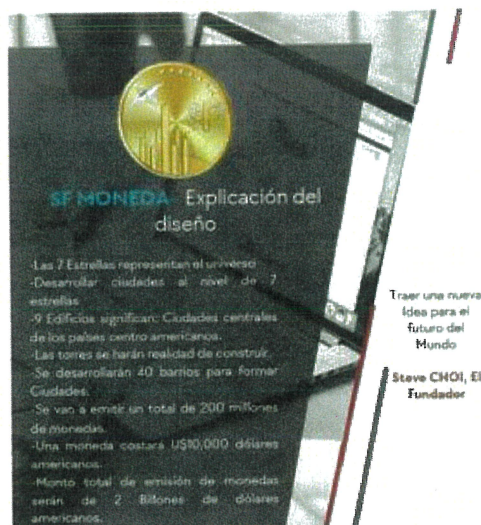 SF MONEDA- Explicación del
diseño
-Las 7 Estrellas representan el universo
-Desarrollar ciudades al nivel de 7
estrellas
-9 Edificios significan: Ciudades centrales
de los países centro americanos.
-Las torres se harán realidad de construir.
-Se desarrollarán 40 barrios para formar
Ciudades.
-Se van a emitir un total de 200 millones
de monedas.
-Una moneda costará US$10,000 dólares
americanos.
-Monto total de emisión de monedas
serán de 2 Billones de dólares
americanos.
Traer una nueva
Idea para el
futuro del
Mundo
Steve CHOI, El
Fundador